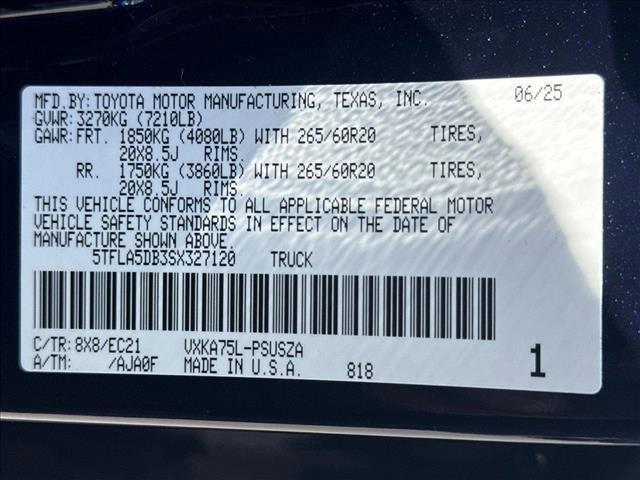 MFD.BY: TOYOTA MOTOR MANUFACTURING, TEXAS, INC. 06/25
GVWR: 3270KG (7210LB)
GAWR: FRT. 1850KG (4080LB) WITH 265/60R20 TIRES,
20X8.5J RIMS.
RR. 1750KG (3860LB) WITH 265/60R20 TIRES,
20X8.5J RIMS.
THIS VEHICLE CONFORMS TO ALL APPLICABLE FEDERAL MOTOR
VEHICLE SAFETY STANDARDS IN EFFECT ON THE DATE OF
MANUFACTURE SHOWN ABOVE.
5TFLA5DB3SX327120 TRUCK
C/TR: 8X8/EC21 VXKA75L-PSUSZA
A/TM: /AJA0F MADE IN U.S.A. 818 1